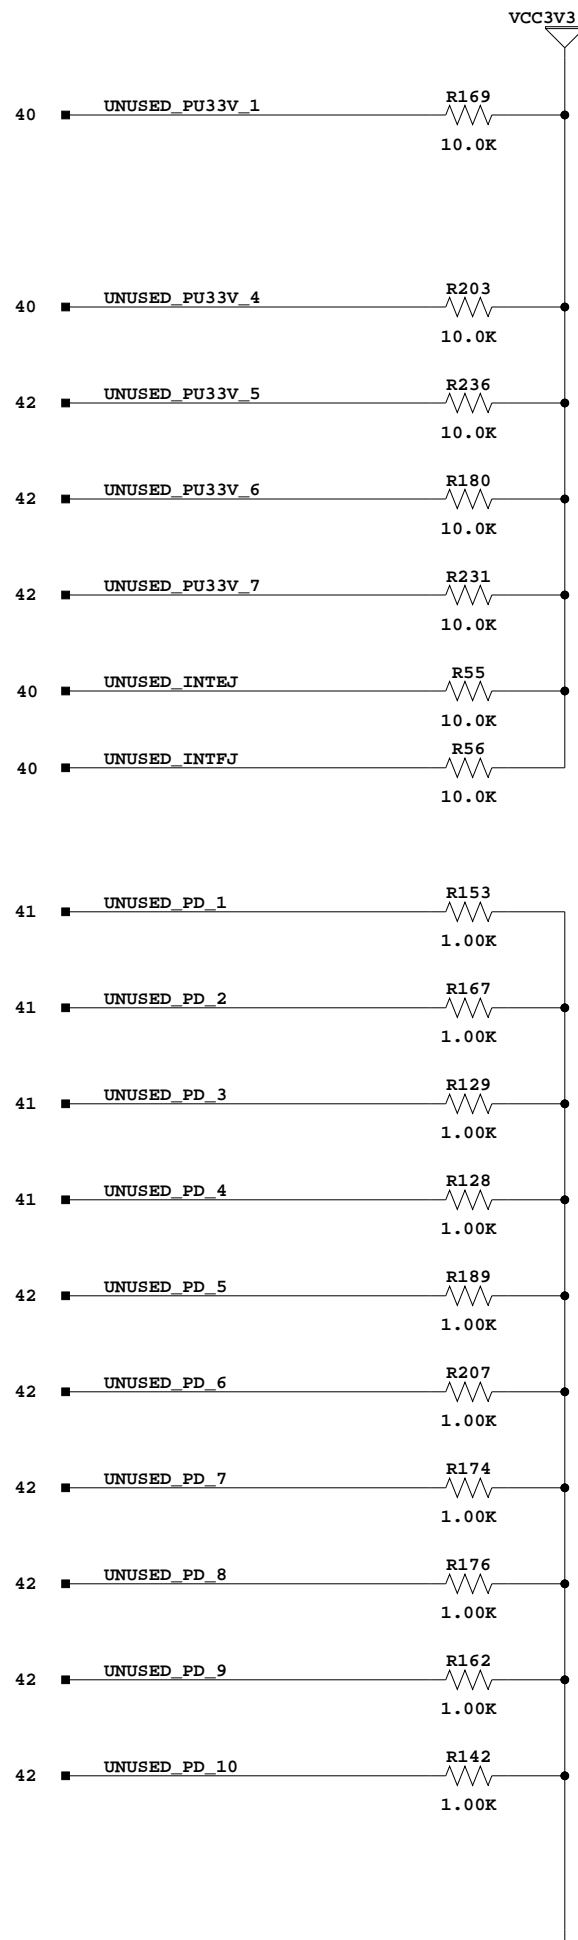 VCC3V3
R169
40 UNUSED_PU33V_1
10.0K
R203
40 UNUSED_PU33V_4
10.0K
R236
42 UNUSED_PU33V_5
10.0K
R180
42 UNUSED_PU33V_6
10.0K
R231
42 UNUSED_PU33V_7
10.0K
R55
40 UNUSED_INTEJ
10.0K
R56
40 UNUSED_INTFJ
10.0K
R153
41 UNUSED_PD_1
1.00K
R167
41 UNUSED_PD_2
1.00K
R129
41 UNUSED_PD_3
1.00K
R128
41 UNUSED_PD_4
1.00K
R189
42 UNUSED_PD_5
1.00K
R207
42 UNUSED_PD_6
1.00K
R174
42 UNUSED_PD_7
1.00K
R176
42 UNUSED_PD_8
1.00K
R162
42 UNUSED_PD_9
1.00K
R142
42 UNUSED_PD_10
1.00K